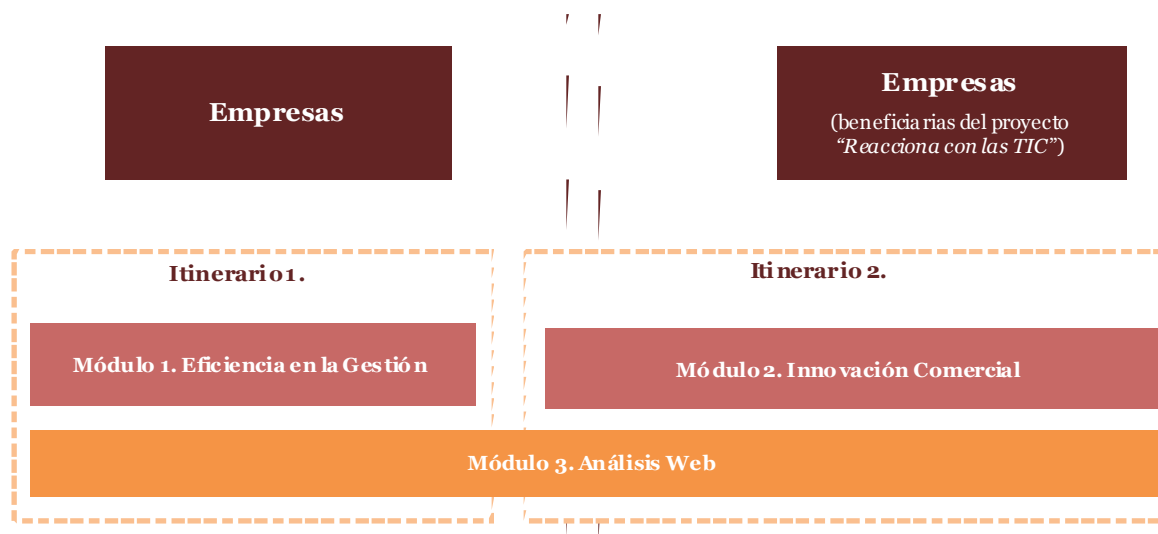 Empresas
Empresas
(beneficiarias del proyecto
“Reacciona con las TIC”)
Itinerario 1.
Itinerario 2.
Módulo 1. Eficiencia en la Gestión
Módulo 2. Innovación Comercial
Módulo 3. Análisis Web